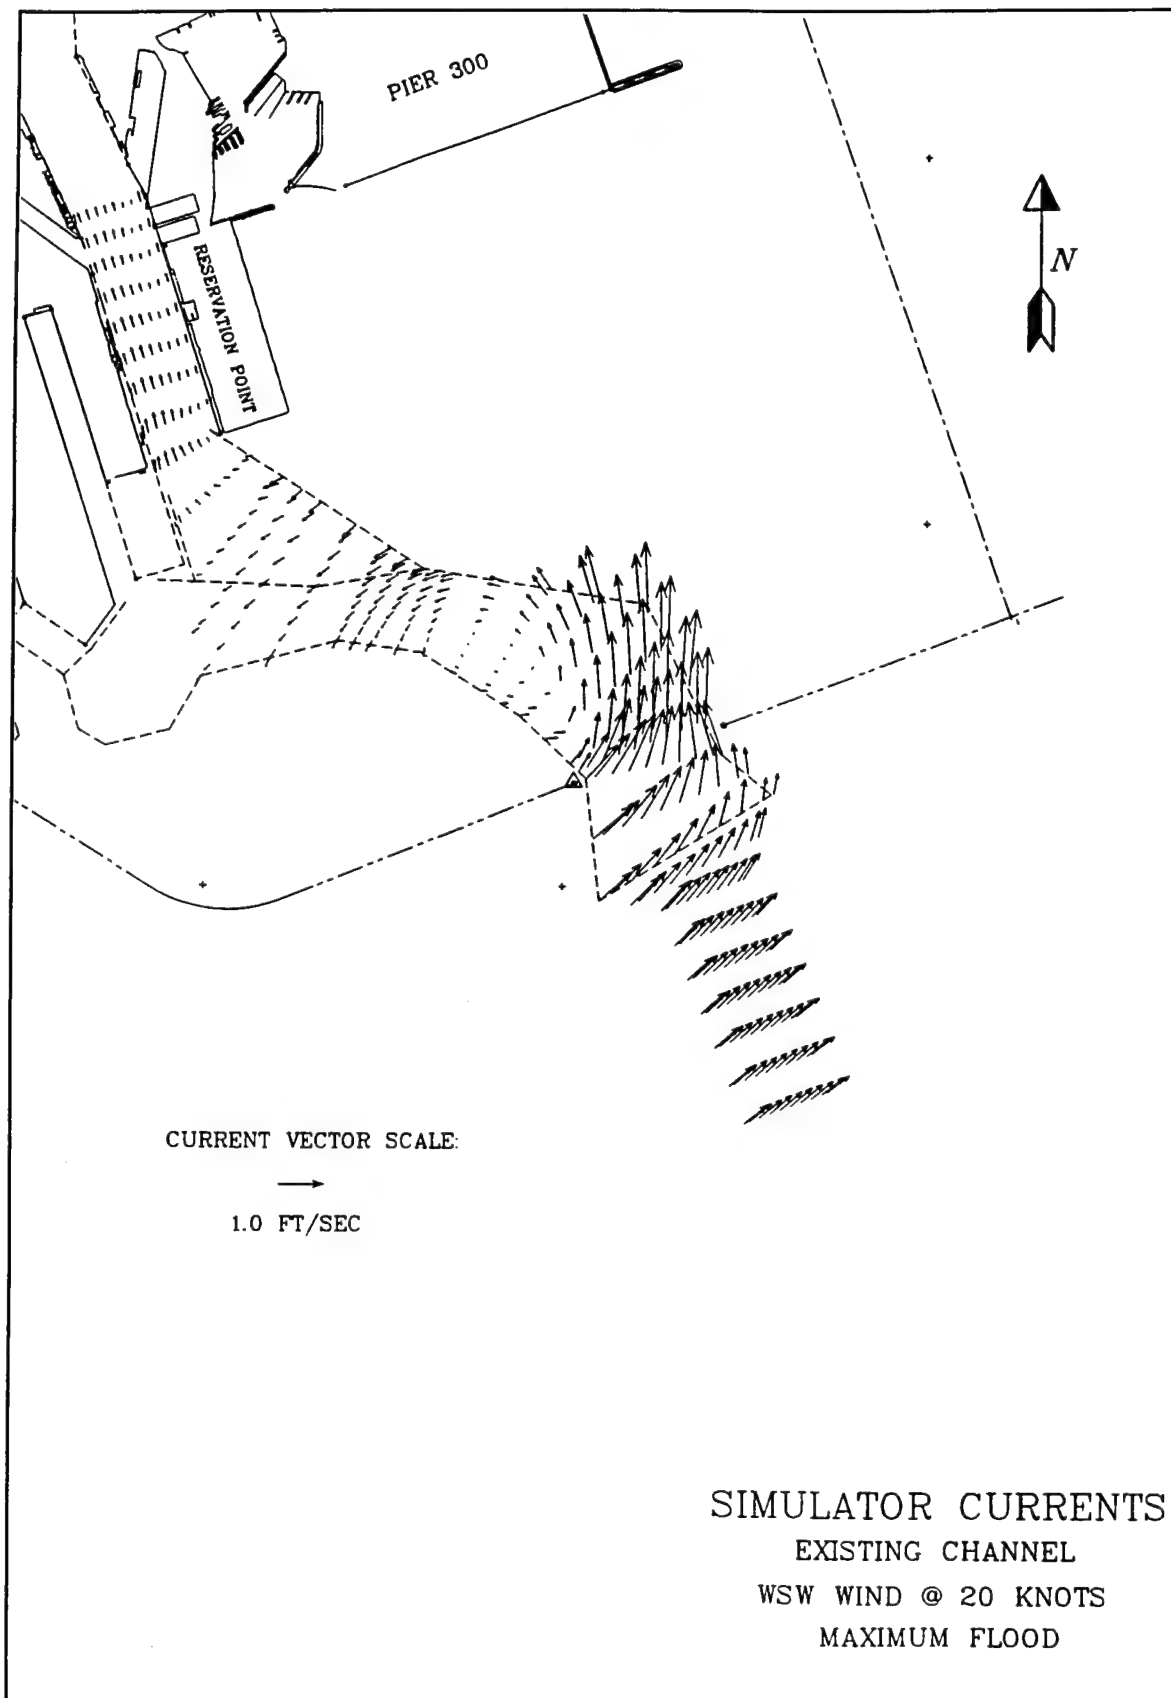 PIER 300
N
RESERVATION POINT
CURRENT VECTOR SCALE:
1.0 FT/SEC
SIMULATOR CURRENTS
EXISTING CHANNEL
WSW WIND @ 20 KNOTS
MAXIMUM FLOOD